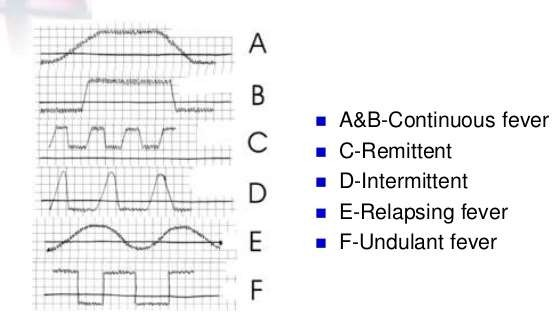 A
B
C
D
E
F
A&B-Continuous fever
C-Remittent
D-Intermittent
E-Relapsing fever
F-Undulant fever